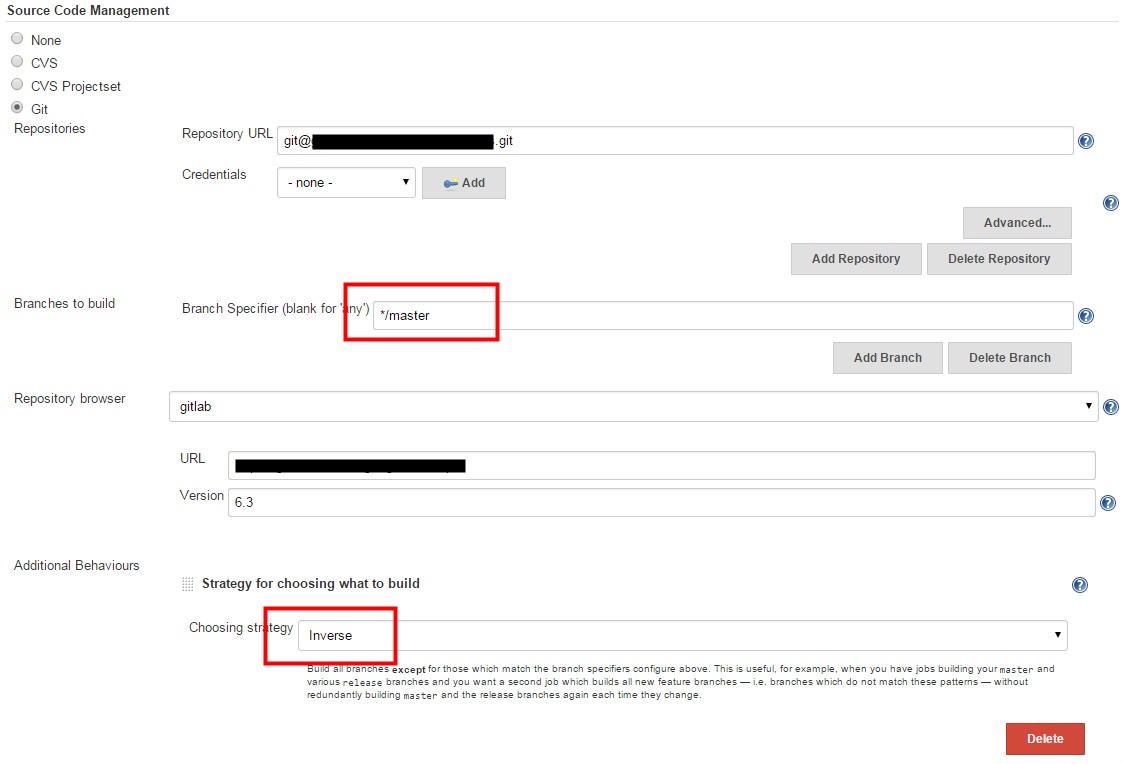 Source Code Management
None
CVS
CVS Projectset
Git
Repositories
Repository URL
git@
.git
?
Credentials
- none -
Add
?
Advanced...
Add Repository
Delete Repository
Branches to build
Branch Specifier (blank for 'any')
*/master
?
Add Branch
Delete Branch
Repository browser
gitlab
?
URL
Version
6.3
?
Additional Behaviours
Strategy for choosing what to build
?
Choosing strategy
Inverse
Build all branches except for those which match the branch specifiers configure above. This is useful, for example, when you have jobs building your master and
various release branches and you want a second job which builds all new feature branches — i.e. branches which do not match these patterns — without
redundantly building master and the release branches again each time they change.
Delete